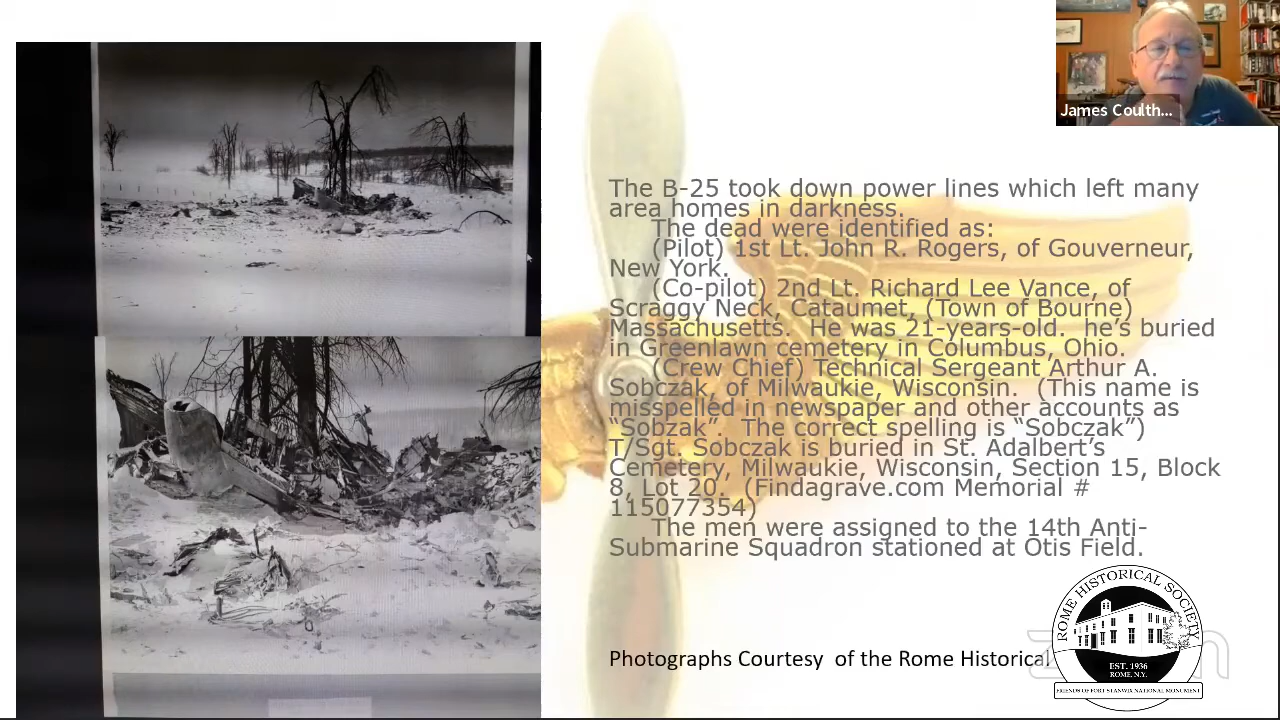 James Coulth...
The B-25 took down power lines which left many
area homes in darkness.
The dead were identified as:
(Pilot) 1st Lt. John R. Rogers, of Gouverneur,
New York.
(Co-pilot) 2nd Lt. Richard Lee Vance, of
Scraggy Neck, Cataumet, (Town of Bourne)
Massachusetts.  He was 21-years-old.  he's buried
in Greenlawn cemetery in Columbus, Ohio.
(Crew Chief) Technical Sergeant Arthur A.
Sobczak, of Milwaukie, Wisconsin.  (This name is
misspelled in newspaper and other accounts as
“Sobzak”.  The correct spelling is “Sobczak”)
T/Sgt. Sobczak is buried in St. Adalbert’s
Cemetery, Milwaukie, Wisconsin, Section 15, Block
8, Lot 20.  (Findagrave.com Memorial #
115077354)
The men were assigned to the 14th Anti-
Submarine Squadron stationed at Otis Field.
Photographs Courtesy  of the Rome Historical
ROME HISTORICAL SOCIETY
EST. 1936
ROME, N.Y.
FRIENDS OF FORT STANWIX NATIONAL MONUMENT